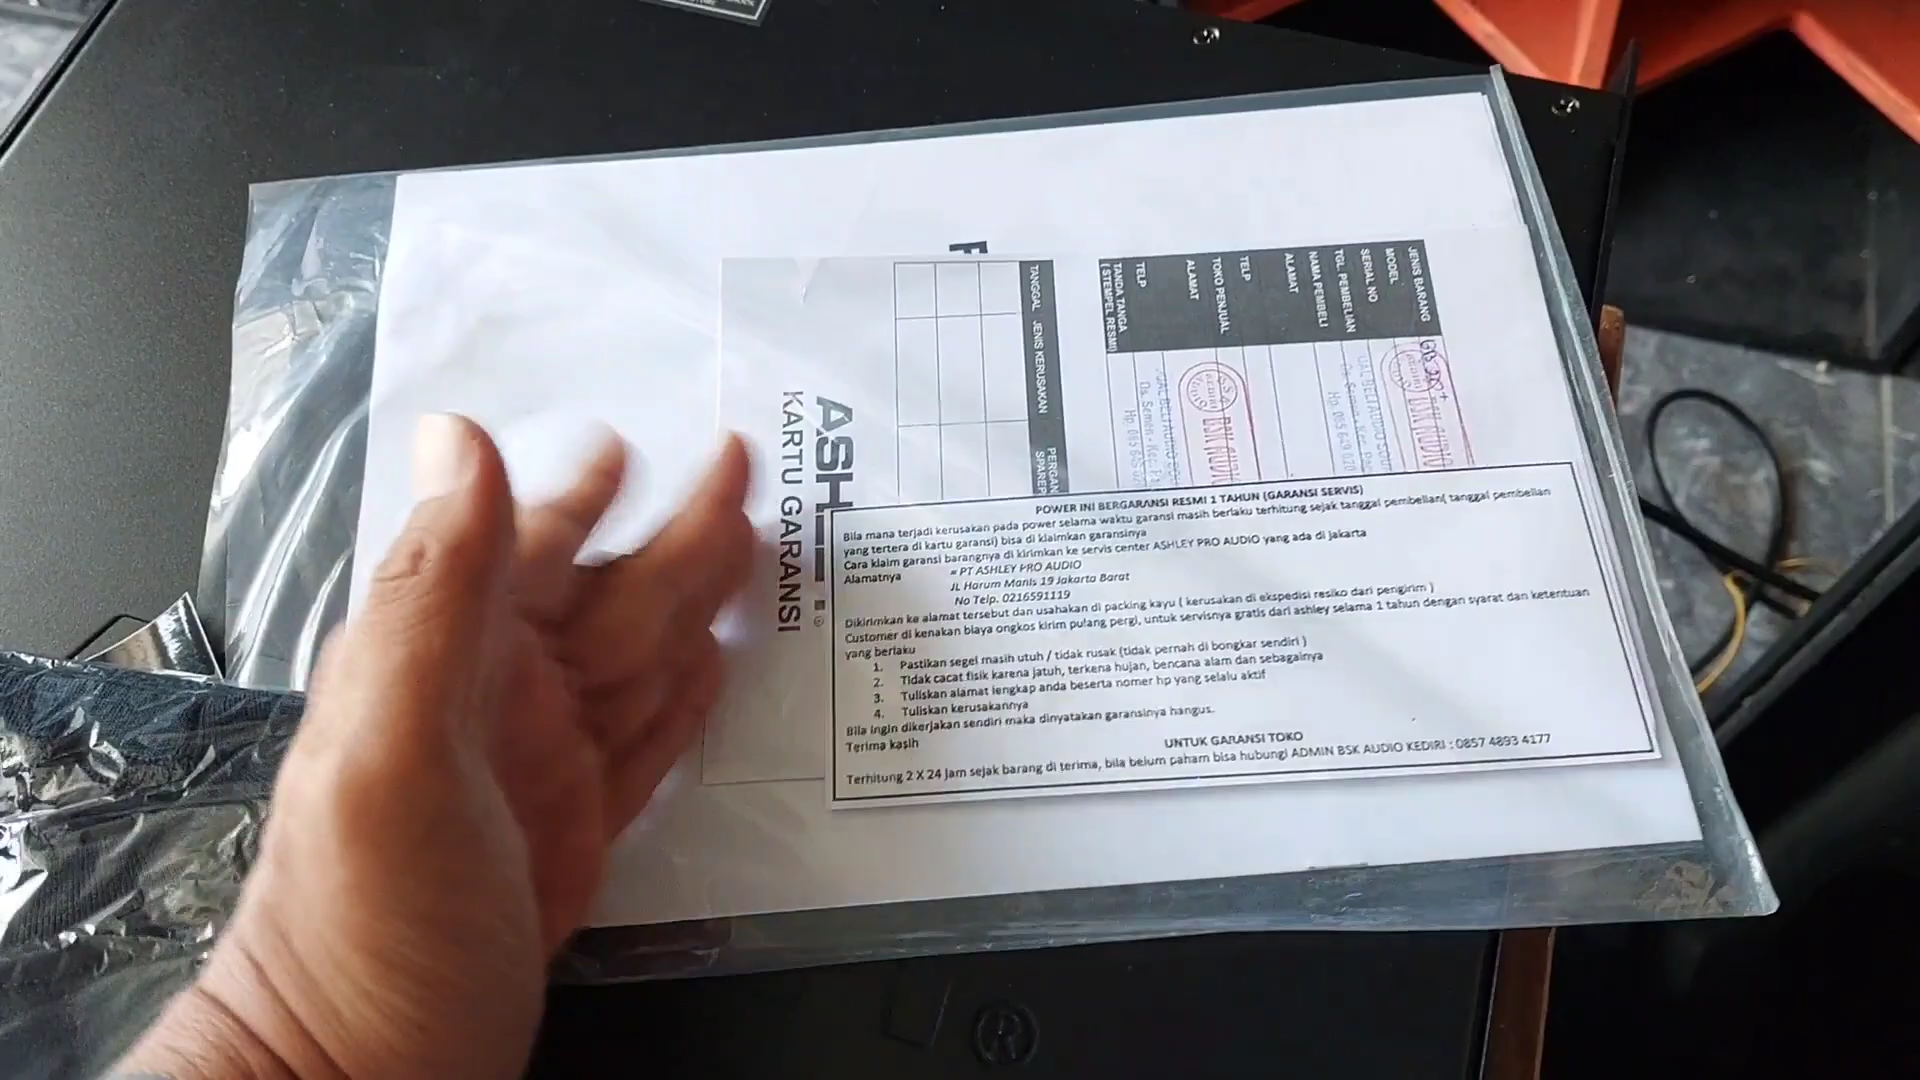 POWER INI BERGARANSI RESMI 1 TAHUN (GARANSI SERVIS)
Bila mana terjadi kerusakan pada power selama waktu garansi masih berlaku terhitung sejak tanggal pembelian( tanggal pembelian
yang tertera di kartu garansi) bisa di klaimkan garansinya
Cara klaim garansi barangnya di kirimkan ke servis center ASHLEY PRO AUDIO yang ada di jakarta
Alamatnya = PT ASHLEY PRO AUDIO
JL Harum Manis 19 Jakarta Barat
No Telp. 0216591119
Dikirimkan ke alamat tersebut dan usahakan di packing kayu ( kerusakan di ekspedisi resiko dari pengirim )
Customer di kenakan biaya ongkos kirim pulang pergi, untuk servisnya gratis dari ashley selama 1 tahun dengan syarat dan ketentuan
yang berlaku
1. Pastikan segel masih utuh / tidak rusak (tidak pernah di bongkar sendiri )
2. Tidak cacat fisik karena jatuh, terkena hujan, bencana alam dan sebagainya
3. Tuliskan alamat lengkap anda beserta nomer hp yang selalu aktif
4. Tuliskan kerusakannya
Bila ingin dikerjakan sendiri maka dinyatakan garansinya hangus.
Terima kasih
UNTUK GARANSI TOKO
Terhitung 2 X 24 jam sejak barang di terima, bila belum paham bisa hubungi ADMIN BSK AUDIO KEDIRI : 0857 4893 4177
JENIS BARANG
MODEL
SERIAL NO
TGL. PEMBELIAN
NAMA PEMBELI
ALAMAT
TELP
TOKO PENJUAL
ALAMAT
TELP
TANDA TANGA
( STEMPEL RESMI)
BSK AUDIO
BSK AUDIO
TANGGAL JENIS KERUSAKAN
KARTU GARANSI